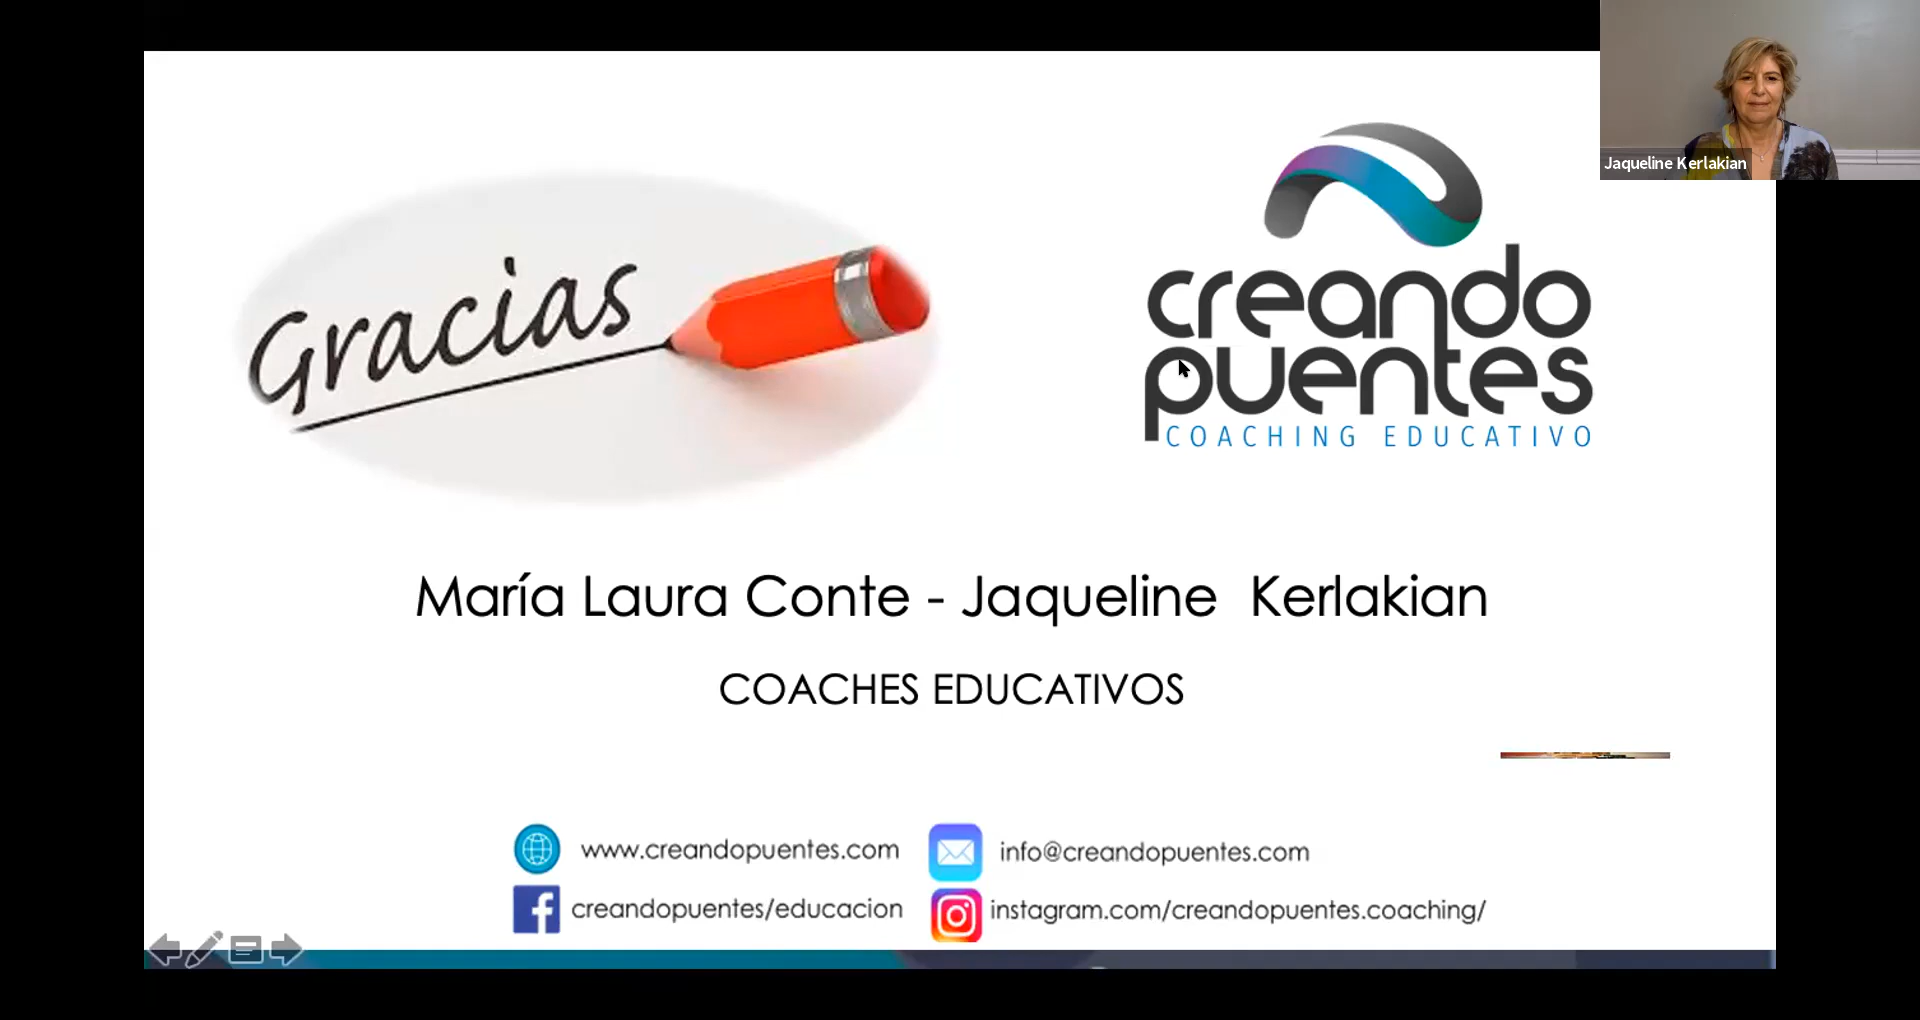 Jaqueline Kerlakian
Gracias
creando
puentes
COACHING EDUCATIVO
María Laura Conte - Jaqueline Kerlakian
COACHES EDUCATIVOS
www.creandopuentes.com
info@creandopuentes.com
creandopuentes/educacion
instagram.com/creandopuentes.coaching/